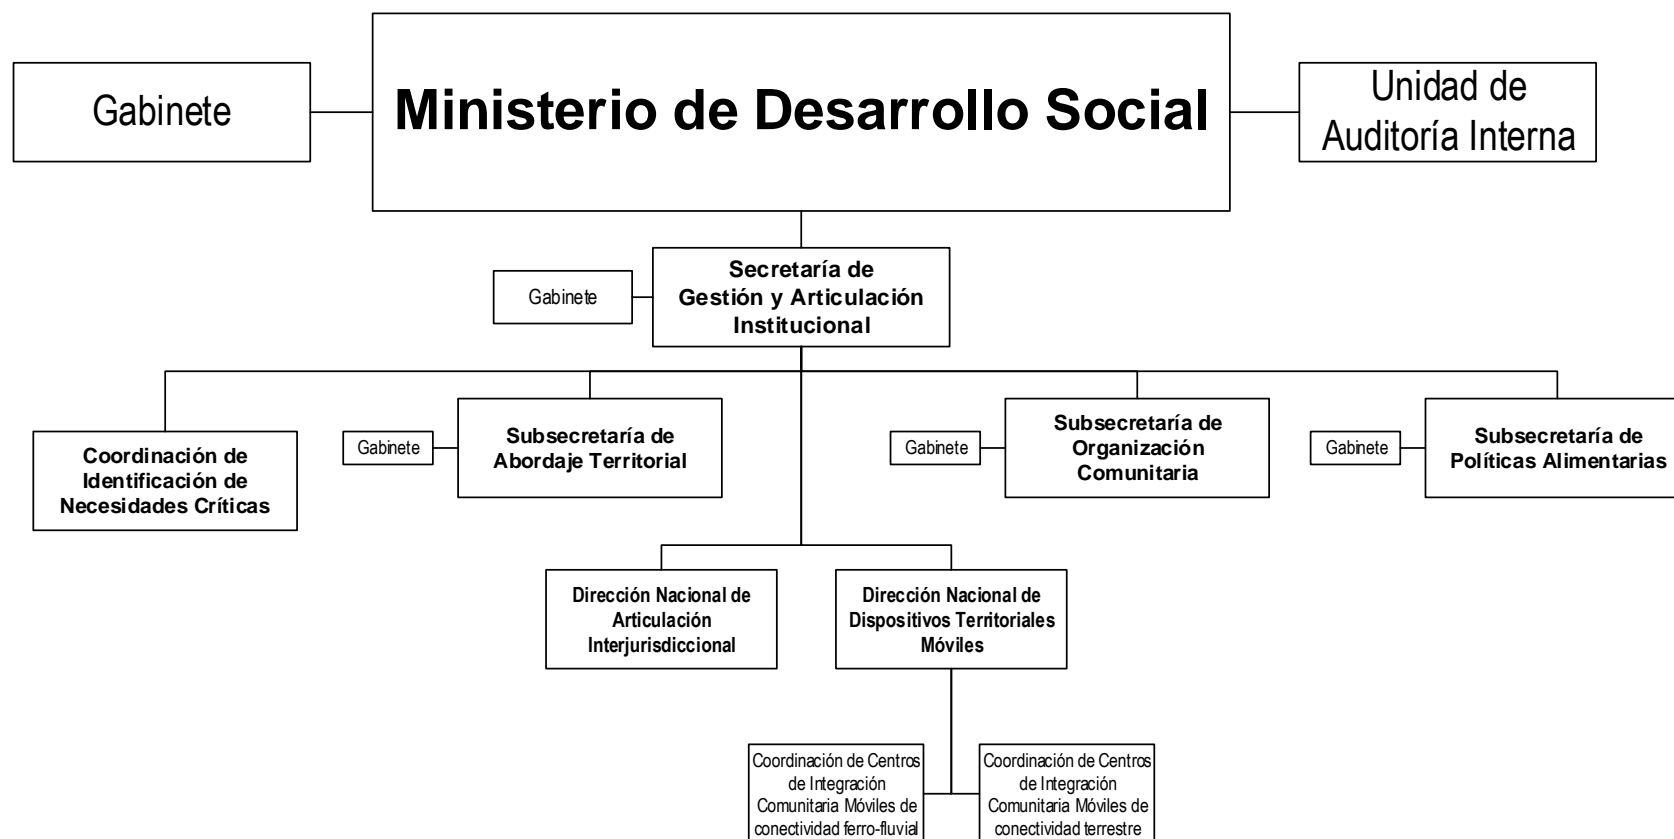 Gabinete
Ministerio de Desarrollo Social
Unidad de
Auditoría Interna
Gabinete
Secretaría de
Gestión y Articulación
Institucional
Coordinación de
Identificación de
Necesidades Críticas
Gabinete
Subsecretaría de
Abordaje Territorial
Gabinete
Subsecretaría de
Organización
Comunitaria
Gabinete
Subsecretaría de
Políticas Alimentarias
Dirección Nacional de
Articulación
Interjurisdiccional
Dirección Nacional de
Dispositivos Territoriales
Móviles
Coordinación de Centros
de Integración
Comunitaria Móviles de
conectividad ferro-fluvial
Coordinación de Centros
de Integración
Comunitaria Móviles de
conectividad terrestre